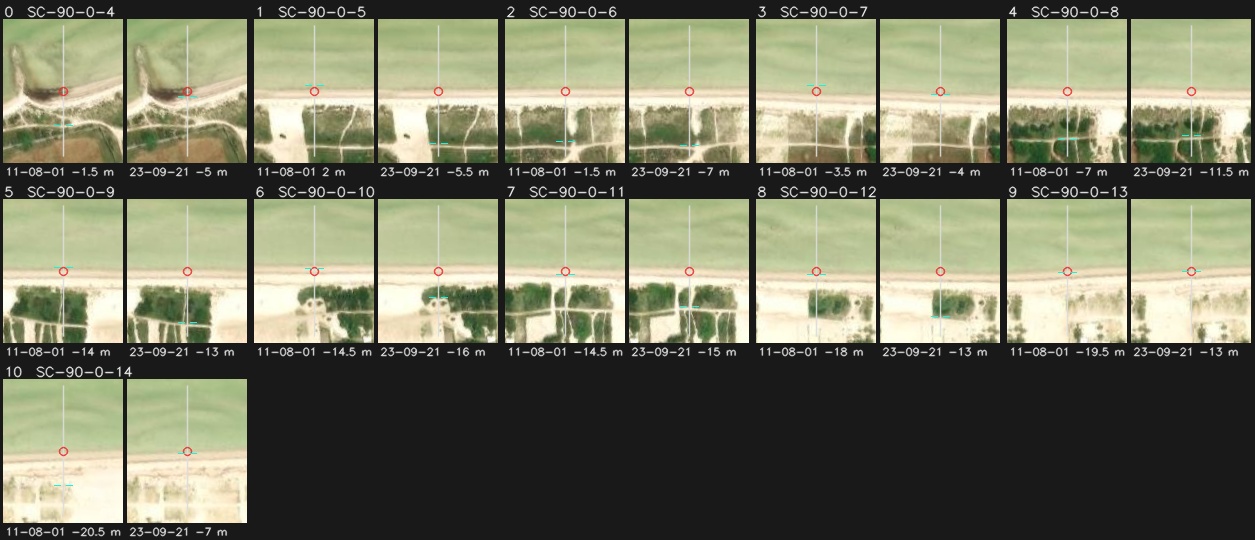 0 SC-90-0-4
1 SC-90-0-5
2 SC-90-0-6
3 SC-90-0-7
4 SC-90-0-8
11-08-01 -1.5 m
23-09-21 -5 m
11-08-01 2 m
23-09-21 -5.5 m
11-08-01 -1.5 m
23-09-21 -7 m
11-08-01 -3.5 m
23-09-21 -4 m
11-08-01 -7 m
23-09-21 -11.5 m
5 SC-90-0-9
6 SC-90-0-10
7 SC-90-0-11
8 SC-90-0-12
9 SC-90-0-13
11-08-01 -14 m
23-09-21 -13 m
11-08-01 -14.5 m
23-09-21 -16 m
11-08-01 -14.5 m
23-09-21 -15 m
11-08-01 -18 m
23-09-21 -13 m
11-08-01 -19.5 m
23-09-21 -13 m
10 SC-90-0-14
11-08-01 -20.5 m
23-09-21 -7 m